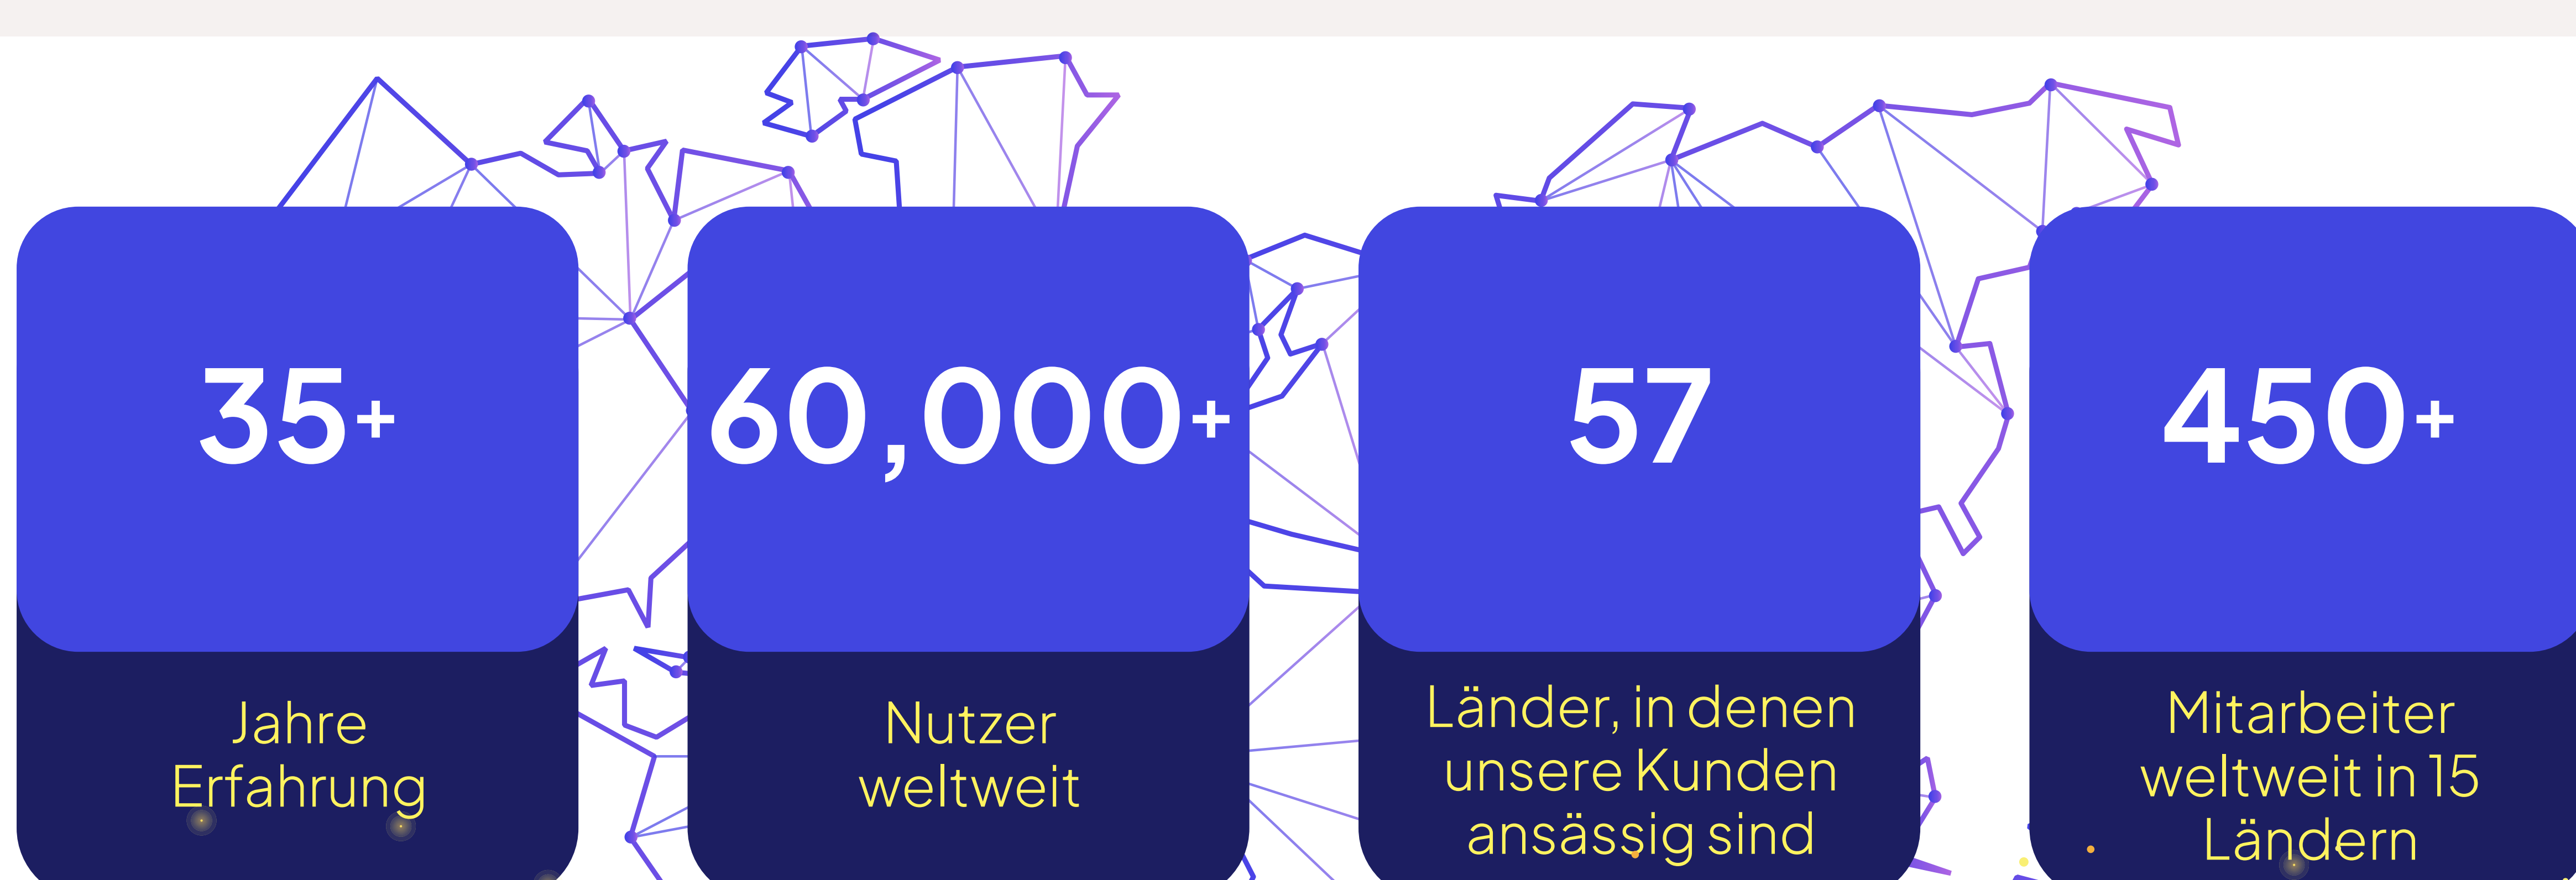 35+
Jahre
Erfahrung
60,000+
Nutzer
weltweit
57
Länder, in denen
unsere Kunden
ansässig sind
450+
Mitarbeiter
weltweit in 15
Ländern